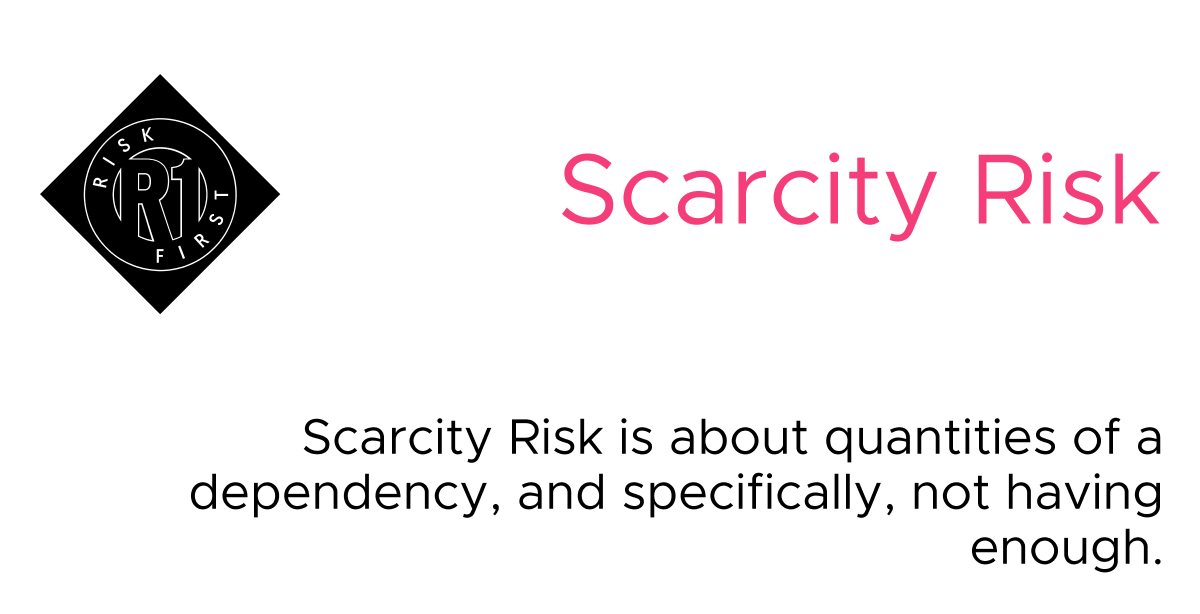 RISK
R1
FIRST
Scarcity Risk
Scarcity Risk is about quantities of a
dependency, and specifically, not having
enough.